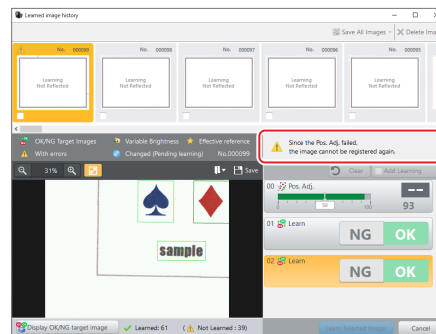 Learned image history
Save All Images
Delete Ima
No. 000099
No. 000098
No. 000097
No. 000096
No. 000095
Learning
Not Reflected
Learning
Not Reflected
Learning
Not Reflected
Learning
Not Reflected
Learning
Not Reflected
OK/NG Target Images
Variable Brightness
Effective reference
With errors
Changed (Pending learning)
No.000099
Since the Pos. Adj. failed,
the image cannot be registered again.
31%
Save
Clear
Add Learning
00 Pos. Adj.
--
0 50 100
93
01 Learn
NG OK
02 Learn
NG OK
sample
Display OK/NG target image
Learned: 61
( Not Learned : 39)
Learn Selected Image
Cancel